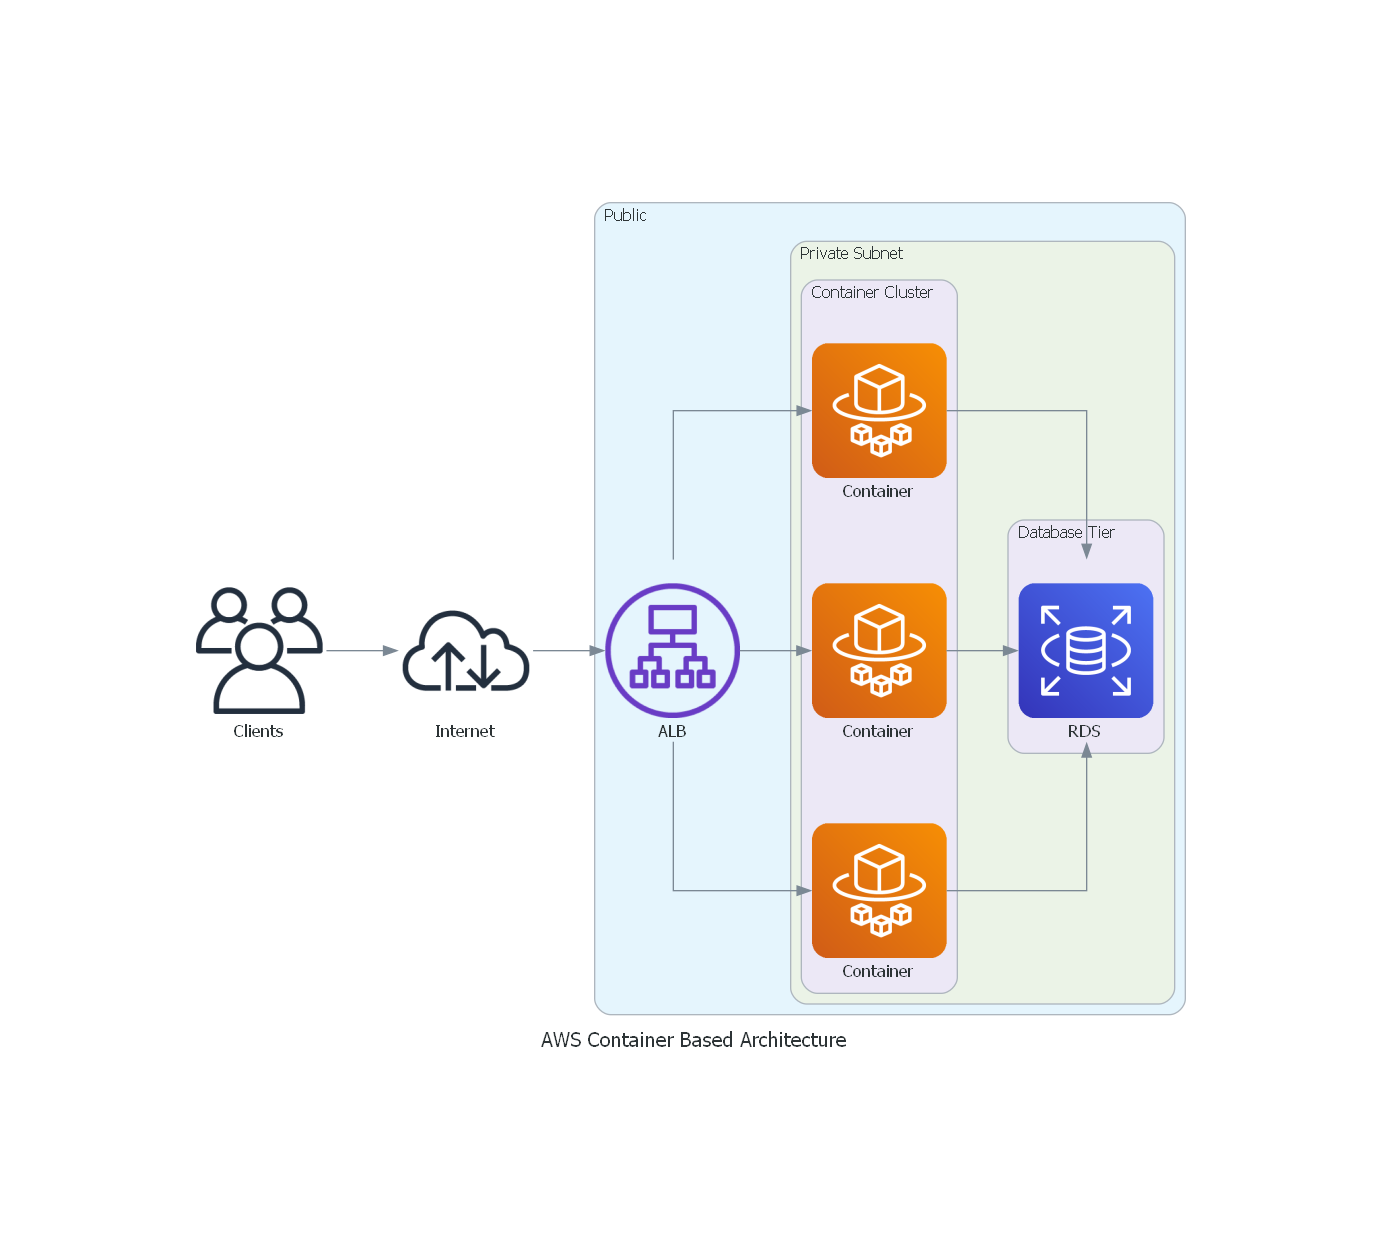 Public
Private Subnet
Container Cluster
Container
Database Tier
Clients
Internet
ALB
Container
RDS
Container
AWS Container Based Architecture